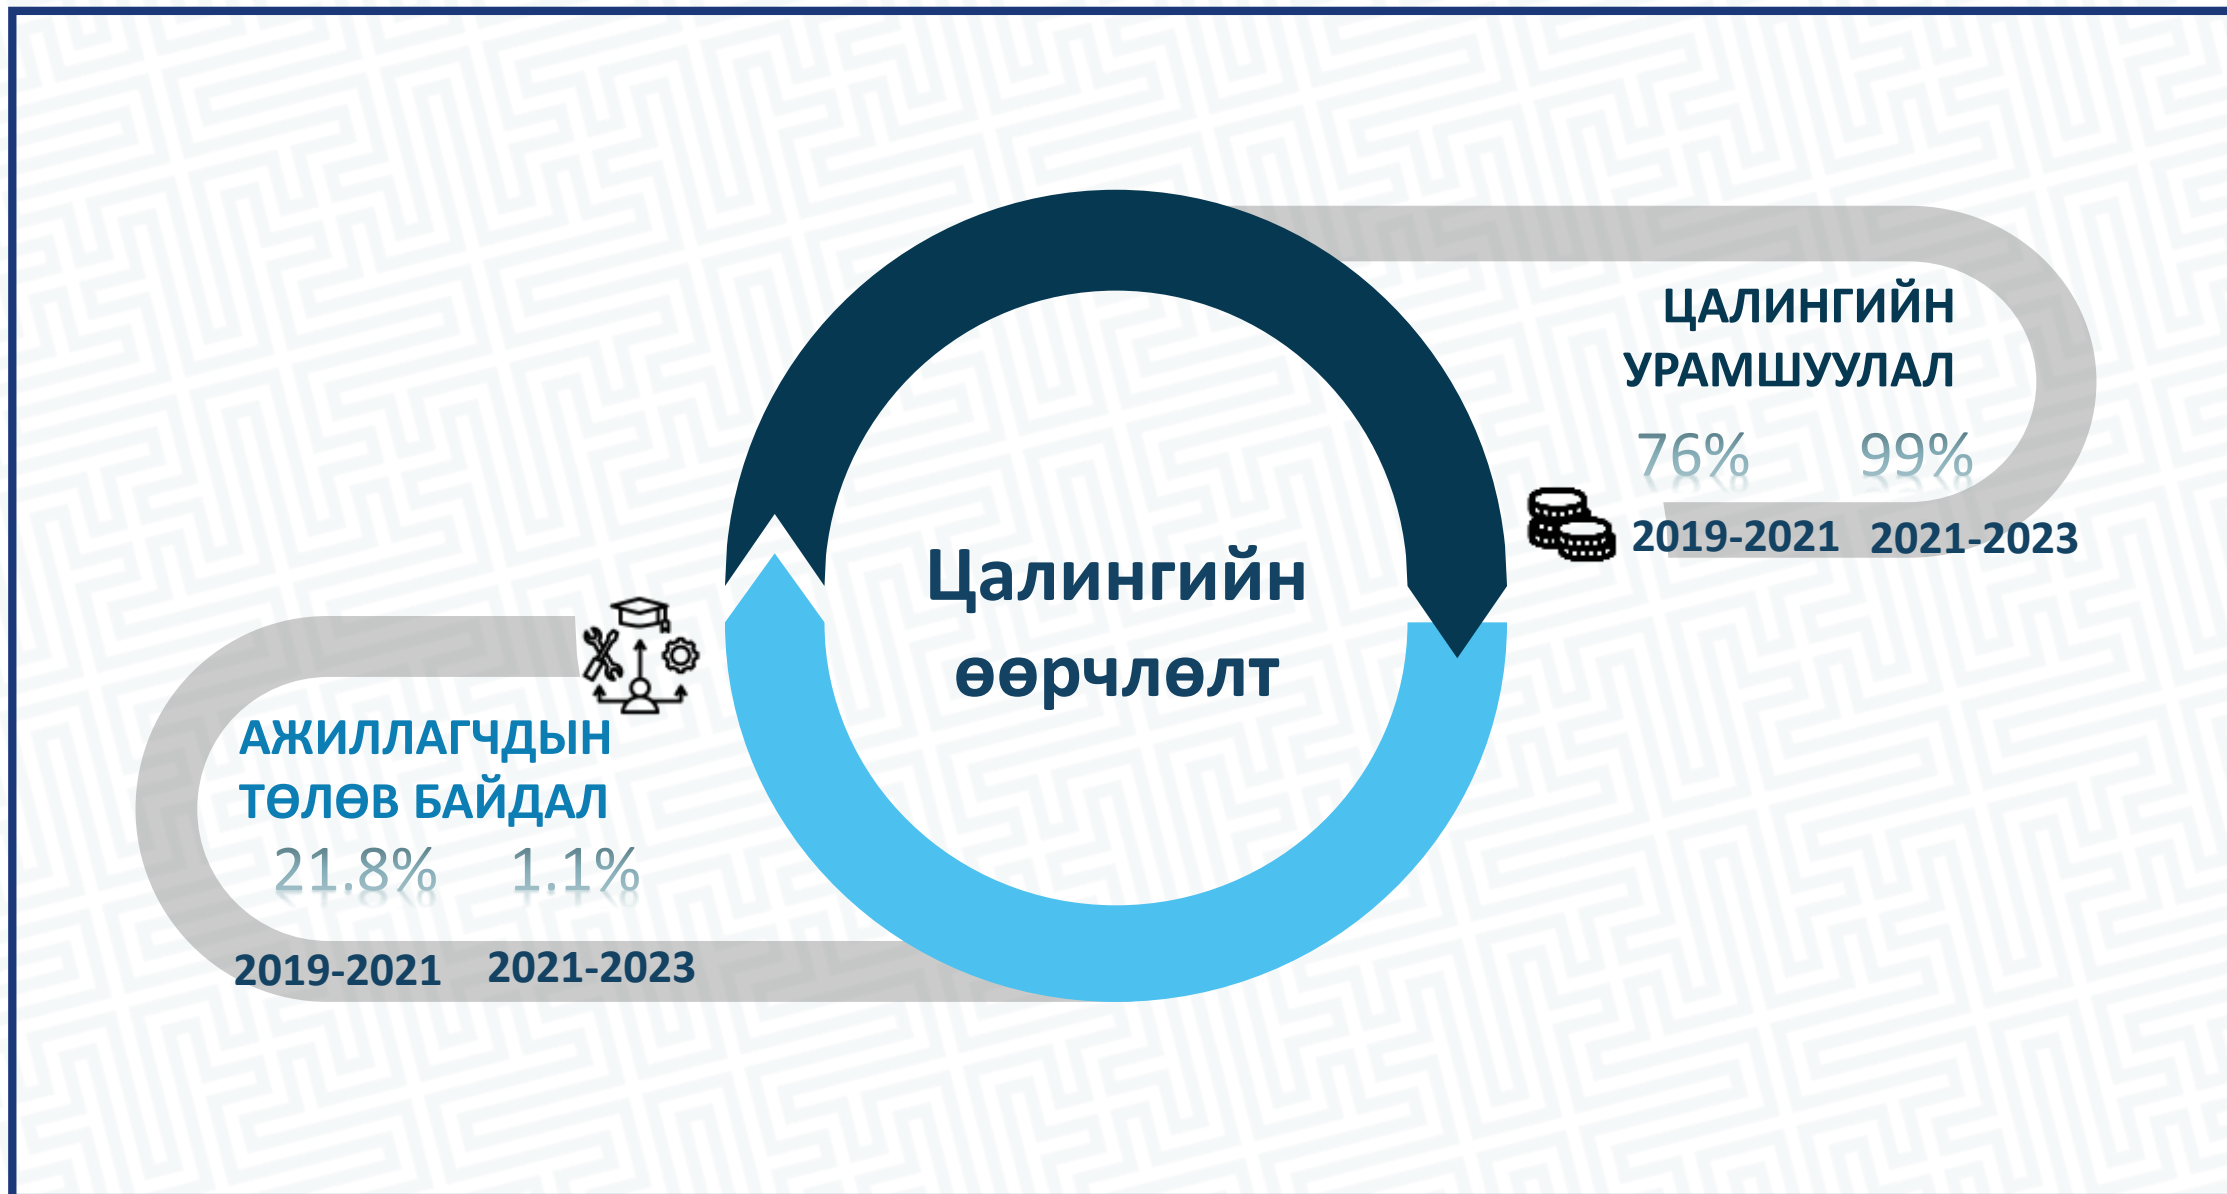 ЦАЛИНГИЙН
УРАМШУУЛАЛ
76% 99%
2019-2021 2021-2023
Цалингийн
өөрчлөлт
АЖИЛЛАГЧДЫН
ТӨЛӨВ БАЙДАЛ
21.8% 1.1%
2019-2021 2021-2023